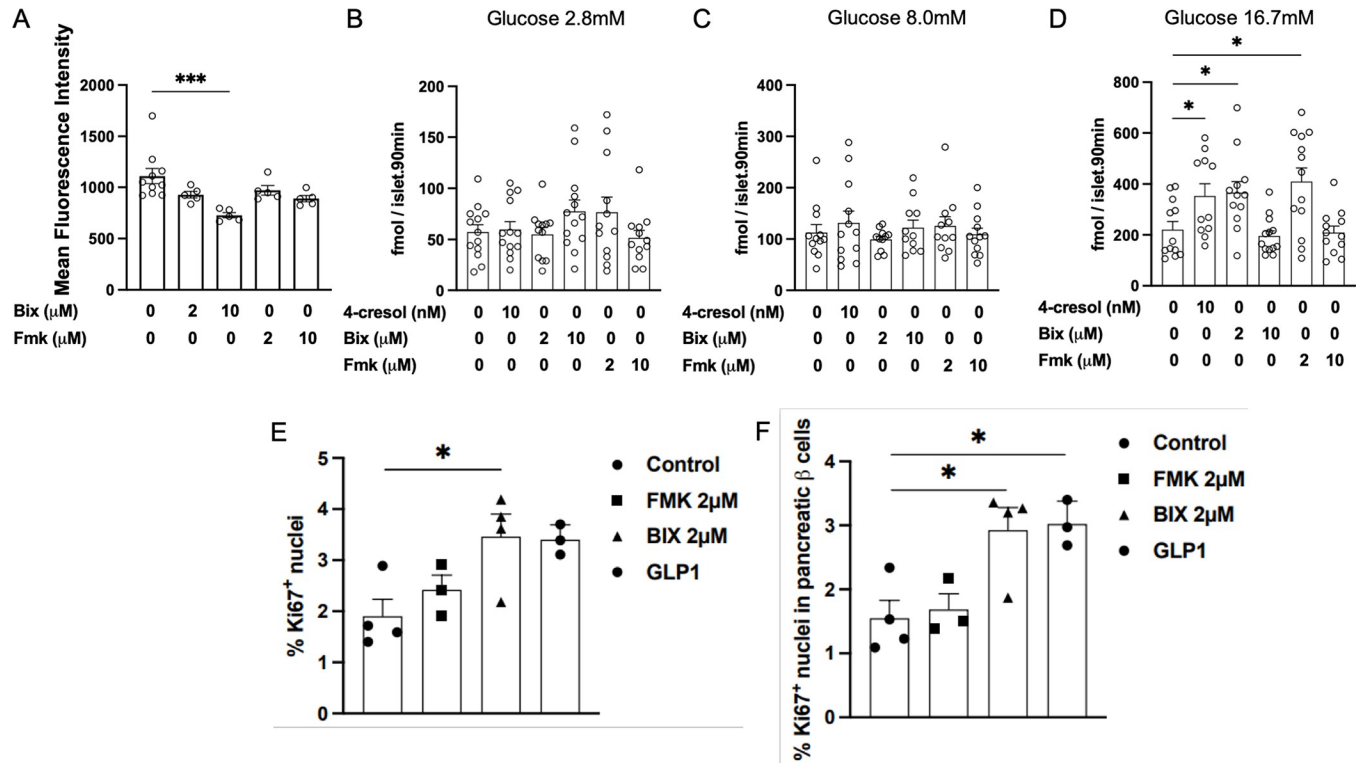 A
Mean Fluorescence Intensity
2000
1500
1000
500
0
***
Bix (μM) 0 2 10 0 0
Fmk (μM) 0 0 0 2 10
B
Glucose 2.8mM
fmol / islet.90min
200
150
100
50
0
4-cresol (nM) 0 10 0 0 0 0
Bix (μM) 0 0 2 10 0 0
Fmk (μM) 0 0 0 0 2 10
C
Glucose 8.0mM
fmol / islet.90min
400
300
200
100
0
4-cresol (nM) 0 10 0 0 0 0
Bix (μM) 0 0 2 10 0 0
Fmk (μM) 0 0 0 0 2 10
D
Glucose 16.7mM
fmol / islet.90min
800
600
400
200
0
*
*
*
4-cresol (nM) 0 10 0 0 0 0
Bix (μM) 0 0 2 10 0 0
Fmk (μM) 0 0 0 0 2 10
E
% Ki67+ nuclei
5
4
3
2
1
0
*
Control
FMK 2μM
BIX 2μM
GLP1
F
% Ki67+ nuclei in pancreatic β cells
4
3
2
1
0
*
*
Control
FMK 2μM
BIX 2μM
GLP1